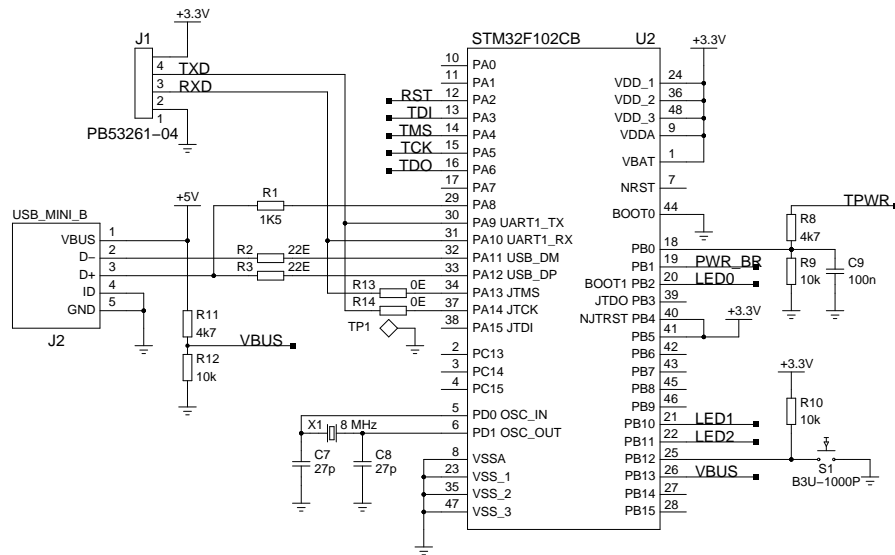 +3.3V
J1
TXD
RXD
4
3
2
1
PB53261-04
USB_MINI_B
VBUS 1
D- 2
D+ 3
ID 4
GND 5
J2
+5V
R1
1K5
R2 22E
R3 22E
R13 0E
R14 0E
TP1
R11
4k7
VBUS
R12
10k
X1 8 MHz
C7
27p
C8
27p
RST
TDI
TMS
TCK
TDO
STM32F102CB U2
10 PA0
11 PA1
12 PA2
13 PA3
14 PA4
15 PA5
16 PA6
17 PA7
29 PA8
30 PA9 UART1_TX
31 PA10 UART1_RX
32 PA11 USB_DM
33 PA12 USB_DP
34 PA13 JTMS
37 PA14 JTCK
38 PA15 JTDI
2 PC13
3 PC14
4 PC15
5 PD0 OSC_IN
6 PD1 OSC_OUT
8 VSSA
23 VSS_1
35 VSS_2
47 VSS_3
VDD_1 24
VDD_2 36
VDD_3 48
VDDA 9
VBAT 1
NRST 7
BOOT0 44
PB0 18
PB1 19
BOOT1 PB2 20
JTDO PB3 39
NJTRST PB4 40
PB5 41
PB6 42
PB7 43
PB8 45
PB9 46
PB10 21
PB11 22
PB12 25
PB13 26
PB14 27
PB15 28
+3.3V
TPWR
R8
4k7
R9
10k
C9
100n
PWR_BR
LED0
+3.3V
+3.3V
R10
10k
LED1
LED2
VBUS
S1
B3U-1000P